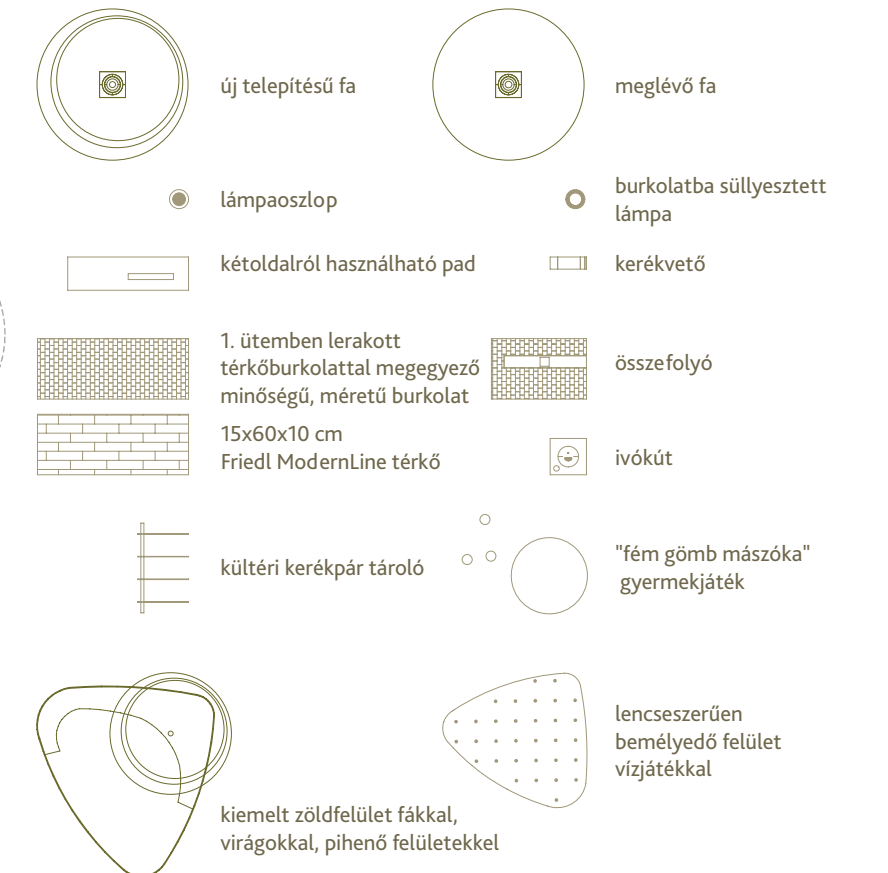 új telepítésű fa
meglévő fa
lámpaoszlop
burkolatba süllyesztett
lámpa
kétoldalról használható pad
kerékvető
1. ütemben lerakott
térkőburkolattal megegyező
minőségű, méretű burkolat
összefolyó
15x60x10 cm
Friedl ModernLine térkő
ivókút
kültéri kerékpár tároló
"fém gömb mászóka"
gyermekjáték
lencseszerűen
bemélyedő felület
vízjátékkal
kiemelt zöldfelület fákkal,
virágokkal, pihenő felületekkel